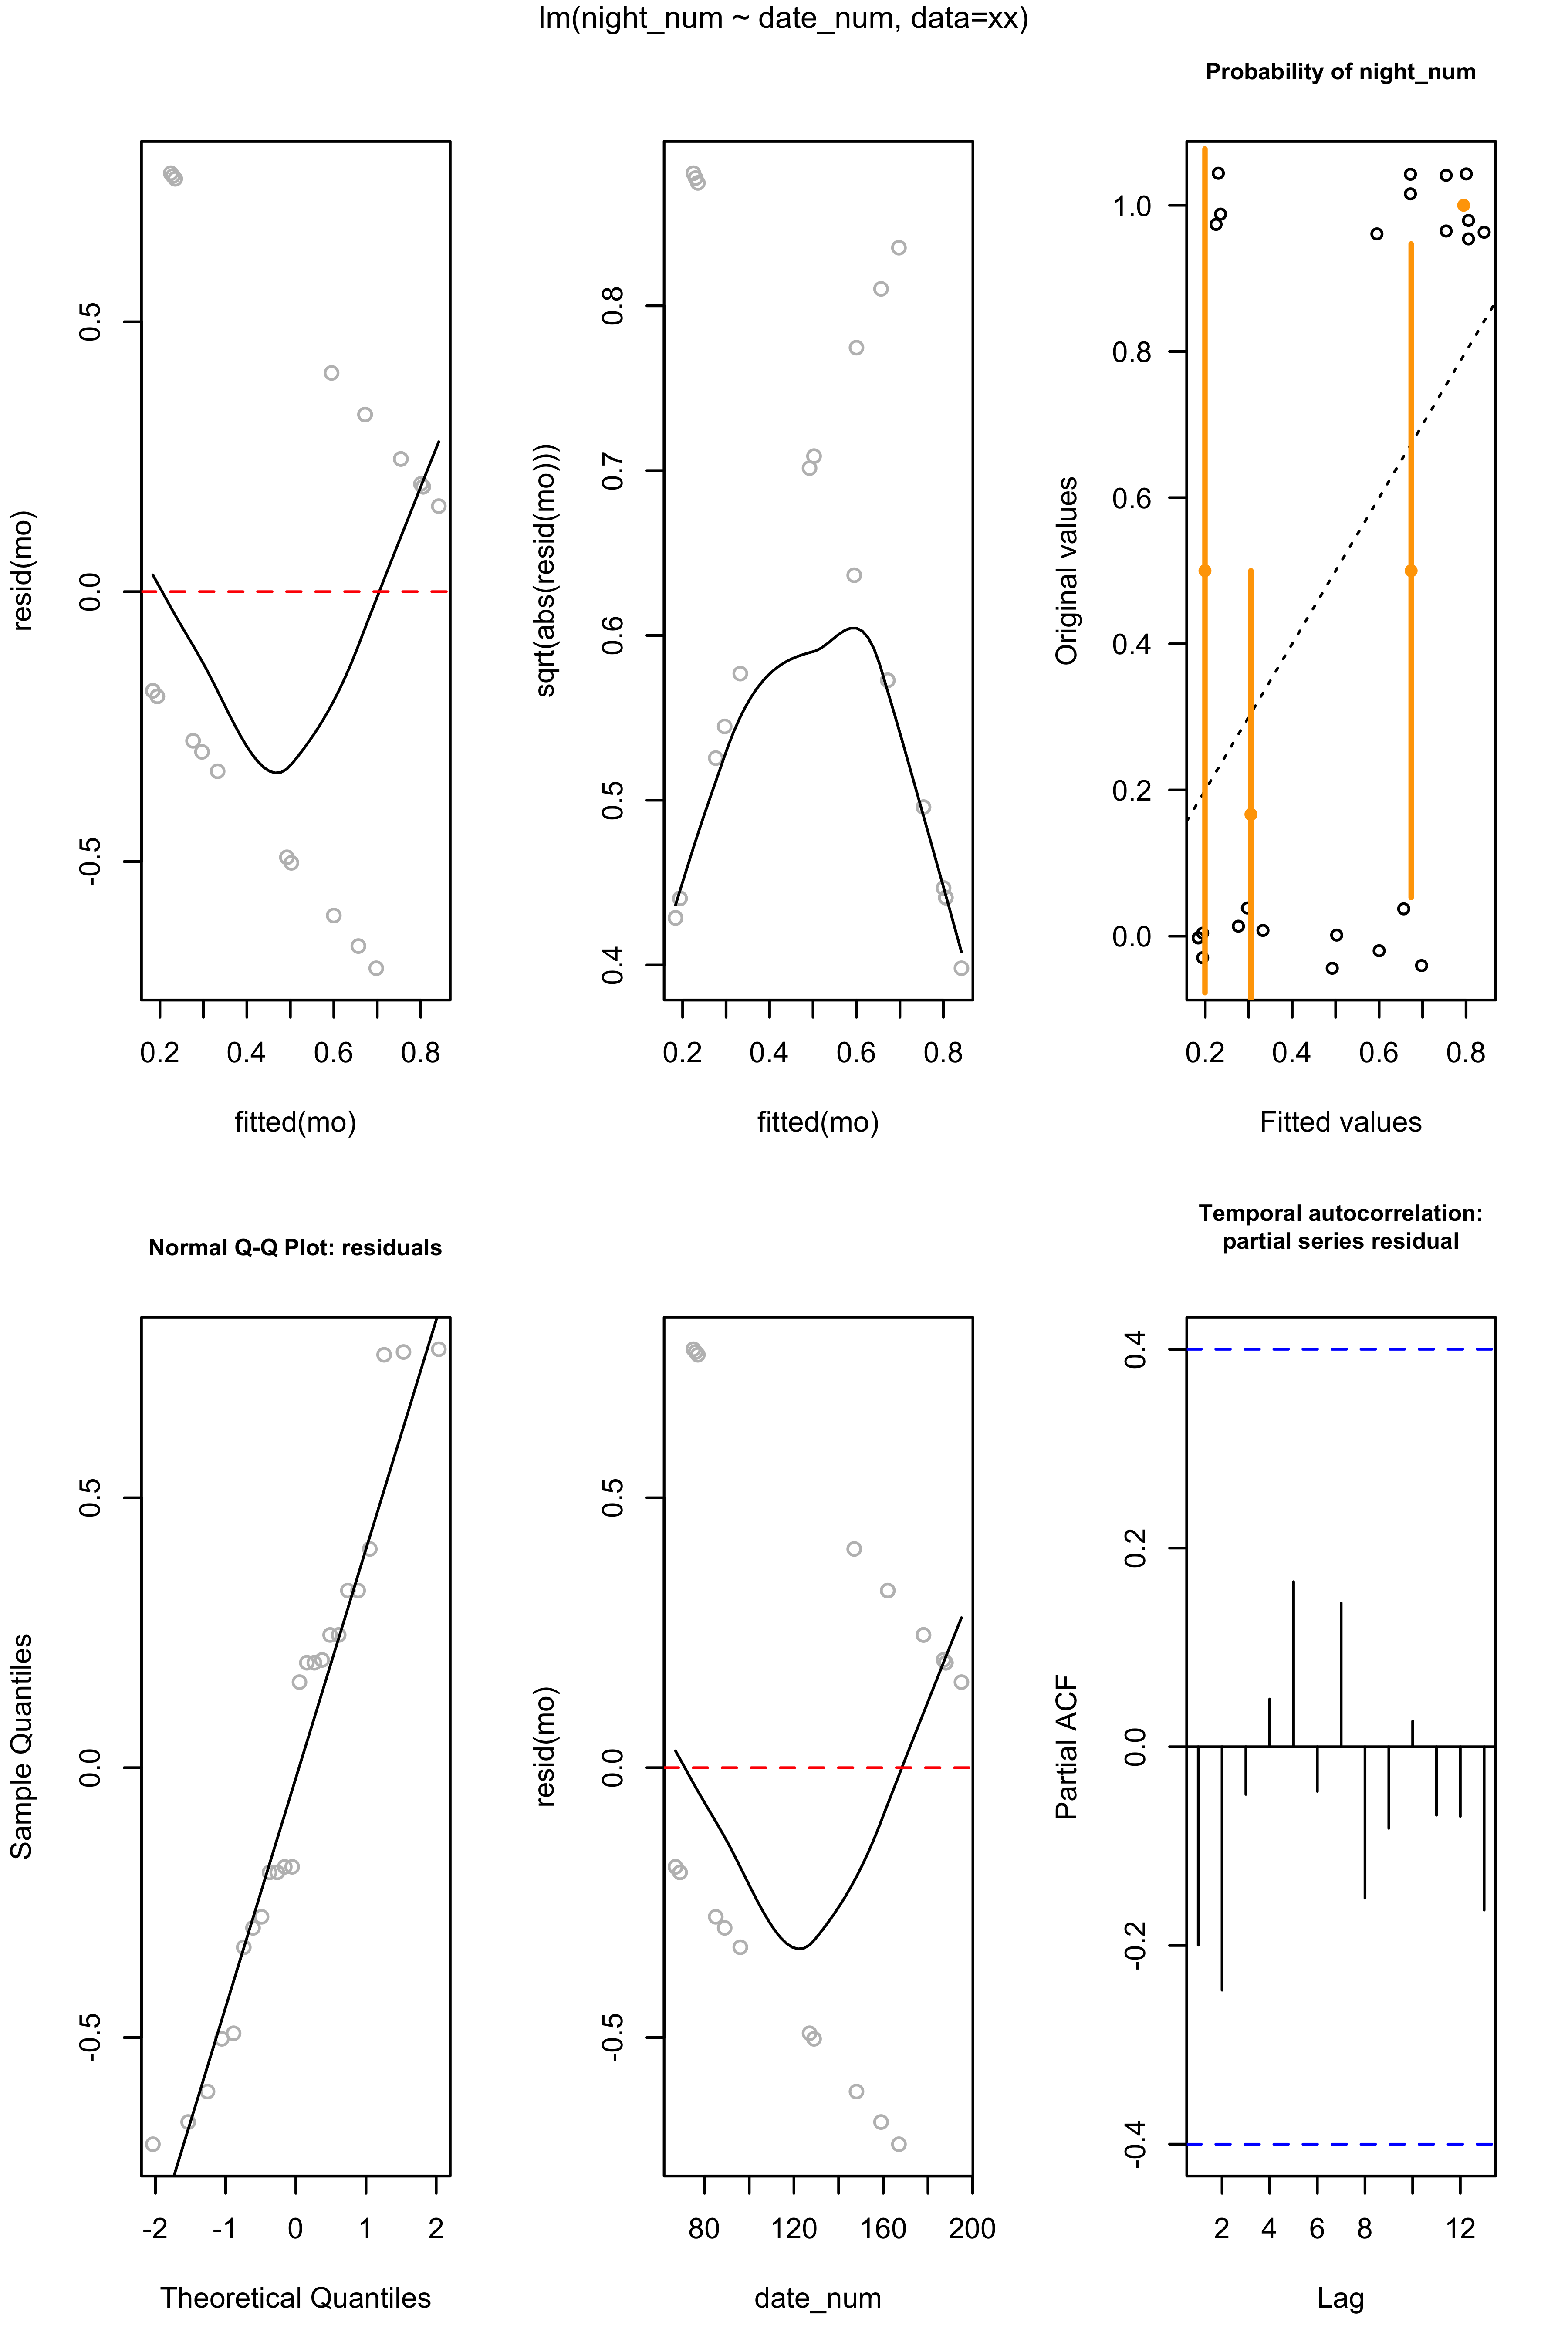 lm(night_num ~ date_num, data=xx)
Probability of night_num
resid(mo)
0.5
0.0
-0.5
0.2 0.4 0.6 0.8
fitted(mo)
sqrt(abs(resid(mo)))
0.8
0.7
0.6
0.5
0.4
0.2 0.4 0.6 0.8
fitted(mo)
Original values
1.0
0.8
0.6
0.4
0.2
0.0
0.2 0.4 0.6 0.8
Fitted values
Normal Q-Q Plot: residuals
Sample Quantiles
0.5
0.0
-0.5
-2 -1 0 1 2
Theoretical Quantiles
resid(mo)
0.5
0.0
-0.5
80 120 160 200
date_num
Temporal autocorrelation:
partial series residual
Partial ACF
0.4
0.2
0.0
-0.2
-0.4
2 4 6 8 12
Lag